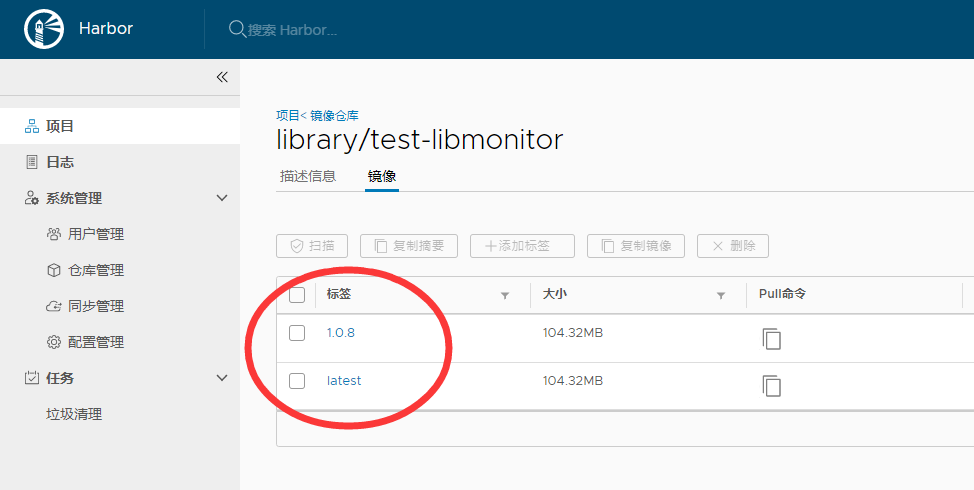 Harbor
搜索 Harbor...
项目
日志
系统管理
用户管理
仓库管理
同步管理
配置管理
任务
垃圾清理
项目< 镜像仓库
library/test-libmonitor
描述信息 镜像
扫描 复制摘要 添加标签 复制镜像 删除
标签 大小 Pull命令
1.0.8 104.32MB
latest 104.32MB